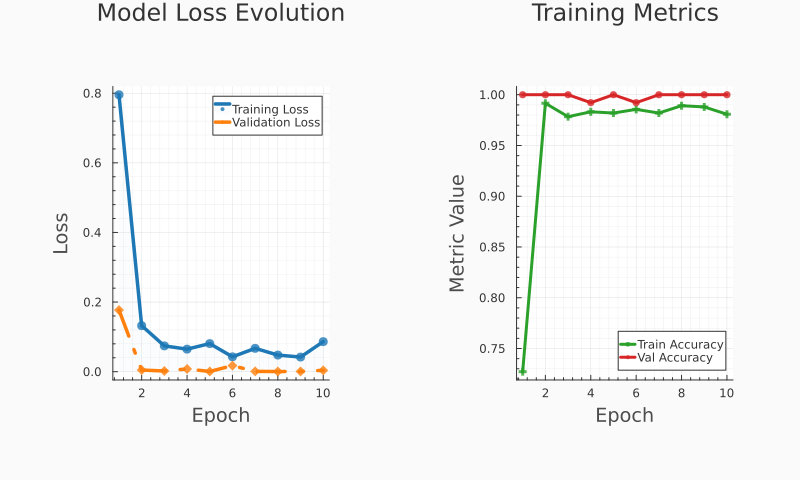 Model Loss Evolution
Training Metrics
0.8
0.6
0.4
0.2
0.0
Loss
Training Loss
Validation Loss
2
4
6
8
10
Epoch
1.00
0.95
0.90
0.85
0.80
0.75
Metric Value
Train Accuracy
Val Accuracy
2
4
6
8
10
Epoch